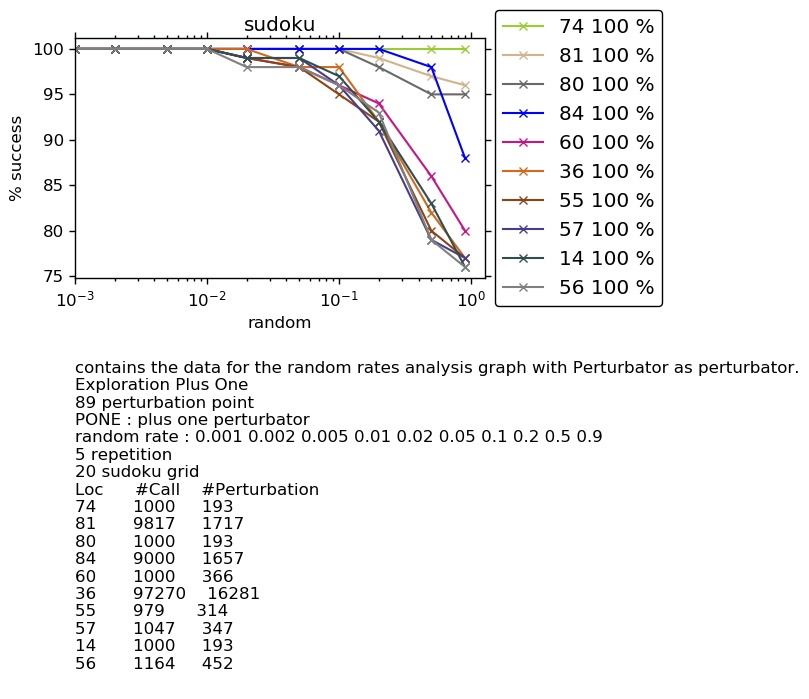 sudoku
% success
100
95
90
85
80
75
10⁻³
10⁻²
10⁻¹
10⁰
random
74 100 %
81 100 %
80 100 %
84 100 %
60 100 %
36 100 %
55 100 %
57 100 %
14 100 %
56 100 %
contains the data for the random rates analysis graph with Perturbator as perturbator.
Exploration Plus One
89 perturbation point
PONE : plus one perturbator
random rate : 0.001 0.002 0.005 0.01 0.02 0.05 0.1 0.2 0.5 0.9
5 repetition
20 sudoku grid
Loc #Call #Perturbation
74 1000 193
81 9817 1717
80 1000 193
84 9000 1657
60 1000 366
36 97270 16281
55 979 314
57 1047 347
14 1000 193
56 1164 452